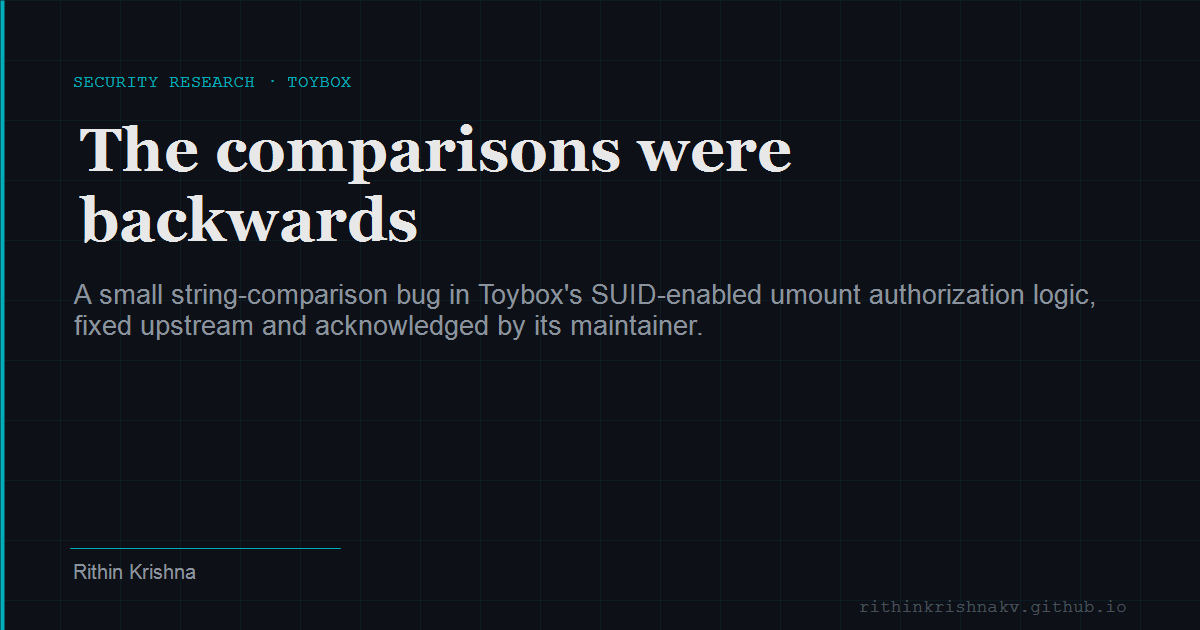 SECURITY RESEARCH · TOYBOX
The comparisons were
backwards
A small string-comparison bug in Toybox's SUID-enabled umount authorization logic,
fixed upstream and acknowledged by its maintainer.
Rithin Krishna
rithinkrishnakv.github.io